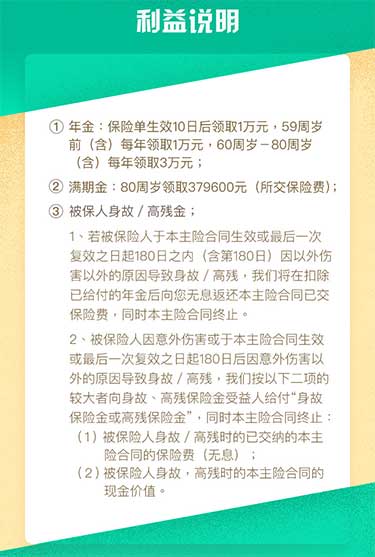 利益说明
① 年金：保险单生效10日后领取1万元，59周岁
前（含）每年领取1万元，60周岁－80周岁
（含）每年领取3万元；
② 满期金：80周岁领取379600元（所交保险费）；
③ 被保人身故／高残金；
1、若被保险人于本主险合同生效或最后一次
复效之日起180日之内（含第180日）因以外伤
害以外的原因导致身故／高残，我们将在扣除
已给付的年金后向您无息返还本主险合同已交
保险费，同时本主险合同终止。
2、被保险人因意外伤害或于本主险合同生效
或最后一次复效之日起180日后因意外伤害以
外的原因导致身故／高残，我们按以下二项的
较大者向身故、高残保险金受益人给付“身故
保险金或高残保险金”，同时本主险合同终止：
（1）被保险人身故／高残时的已交纳的本主
险合同的保险费（无息）；
（2）被保险人身故，高残时的本主险合同的
现金价值。